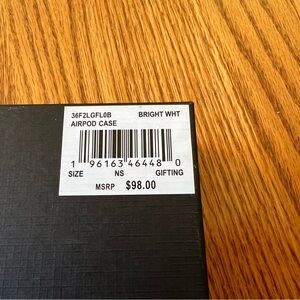 36F2LGFL0B BRIGHT WHT
AIRPOD CASE
1 96163 46448 0
SIZE NS GIFTING
MSRP $98.00